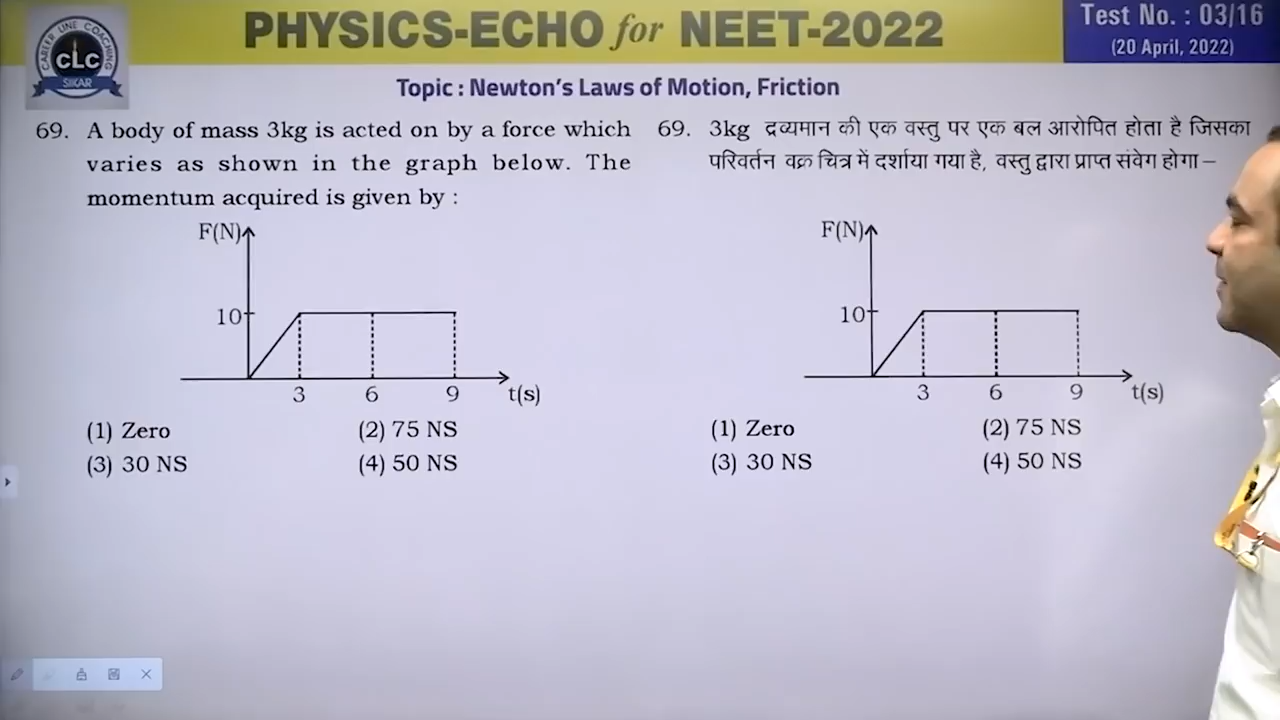 PHYSICS-ECHO for NEET-2022
Test No. : 03/16
(20 April, 2022)
CAREER LINE COACHING
CLC
SIKAR
Topic : Newton's Laws of Motion, Friction
69. A body of mass 3kg is acted on by a force which
varies as shown in the graph below. The
momentum acquired is given by :
F(N)
10
3 6 9 t(s)
(1) Zero (2) 75 NS
(3) 30 NS (4) 50 NS
69. 3kg द्रव्यमान की एक वस्तु पर एक बल आरोपित होता है जिसका
परिवर्तन वक्र चित्र में दर्शाया गया है, वस्तु द्वारा प्राप्त संवेग होगा –
F(N)
10
3 6 9 t(s)
(1) Zero (2) 75 NS
(3) 30 NS (4) 50 NS